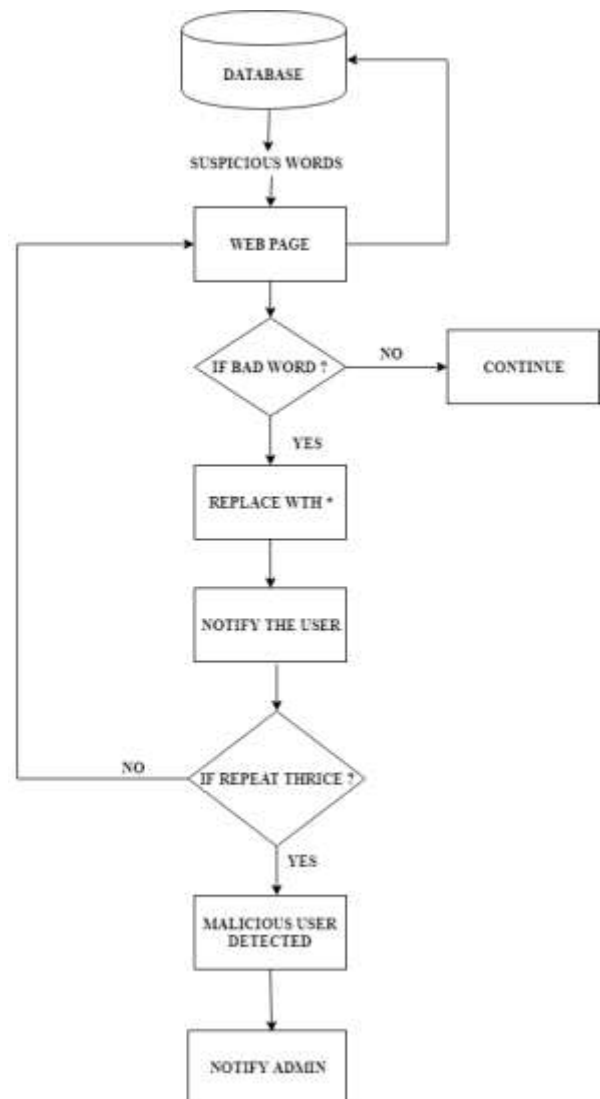 DATABASE
SUSPICIOUS WORDS
WEB PAGE
IF BAD WORD ?
NO
CONTINUE
YES
REPLACE WTH *
NOTIFY THE USER
NO
IF REPEAT THRICE ?
YES
MALICIOUS USER
DETECTED
NOTIFY ADMIN